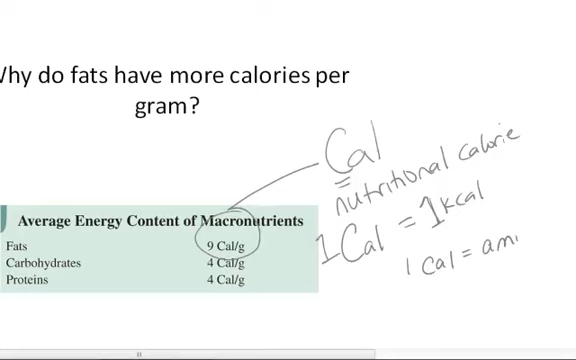 Why do fats have more calories per
gram?
Cal
nutritional calorie
1 Cal = 1 kcal
1 cal = am
Average Energy Content of Macronutrients
Fats 9 Cal/g
Carbohydrates 4 Cal/g
Proteins 4 Cal/g